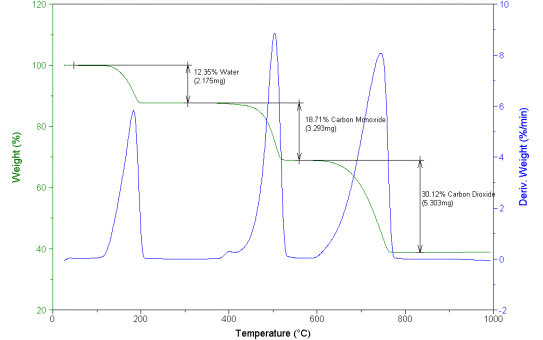 120
100
80
60
40
20
Weight (%)
12.35% Water
(2.175mg)
18.71% Carbon Monoxide
(3.293mg)
30.12% Carbon Dioxide
(5.303mg)
10
8
6
4
2
0
-2
Deriv. Weight (%/min)
0 200 400 600 800 1000
Temperature (°C)